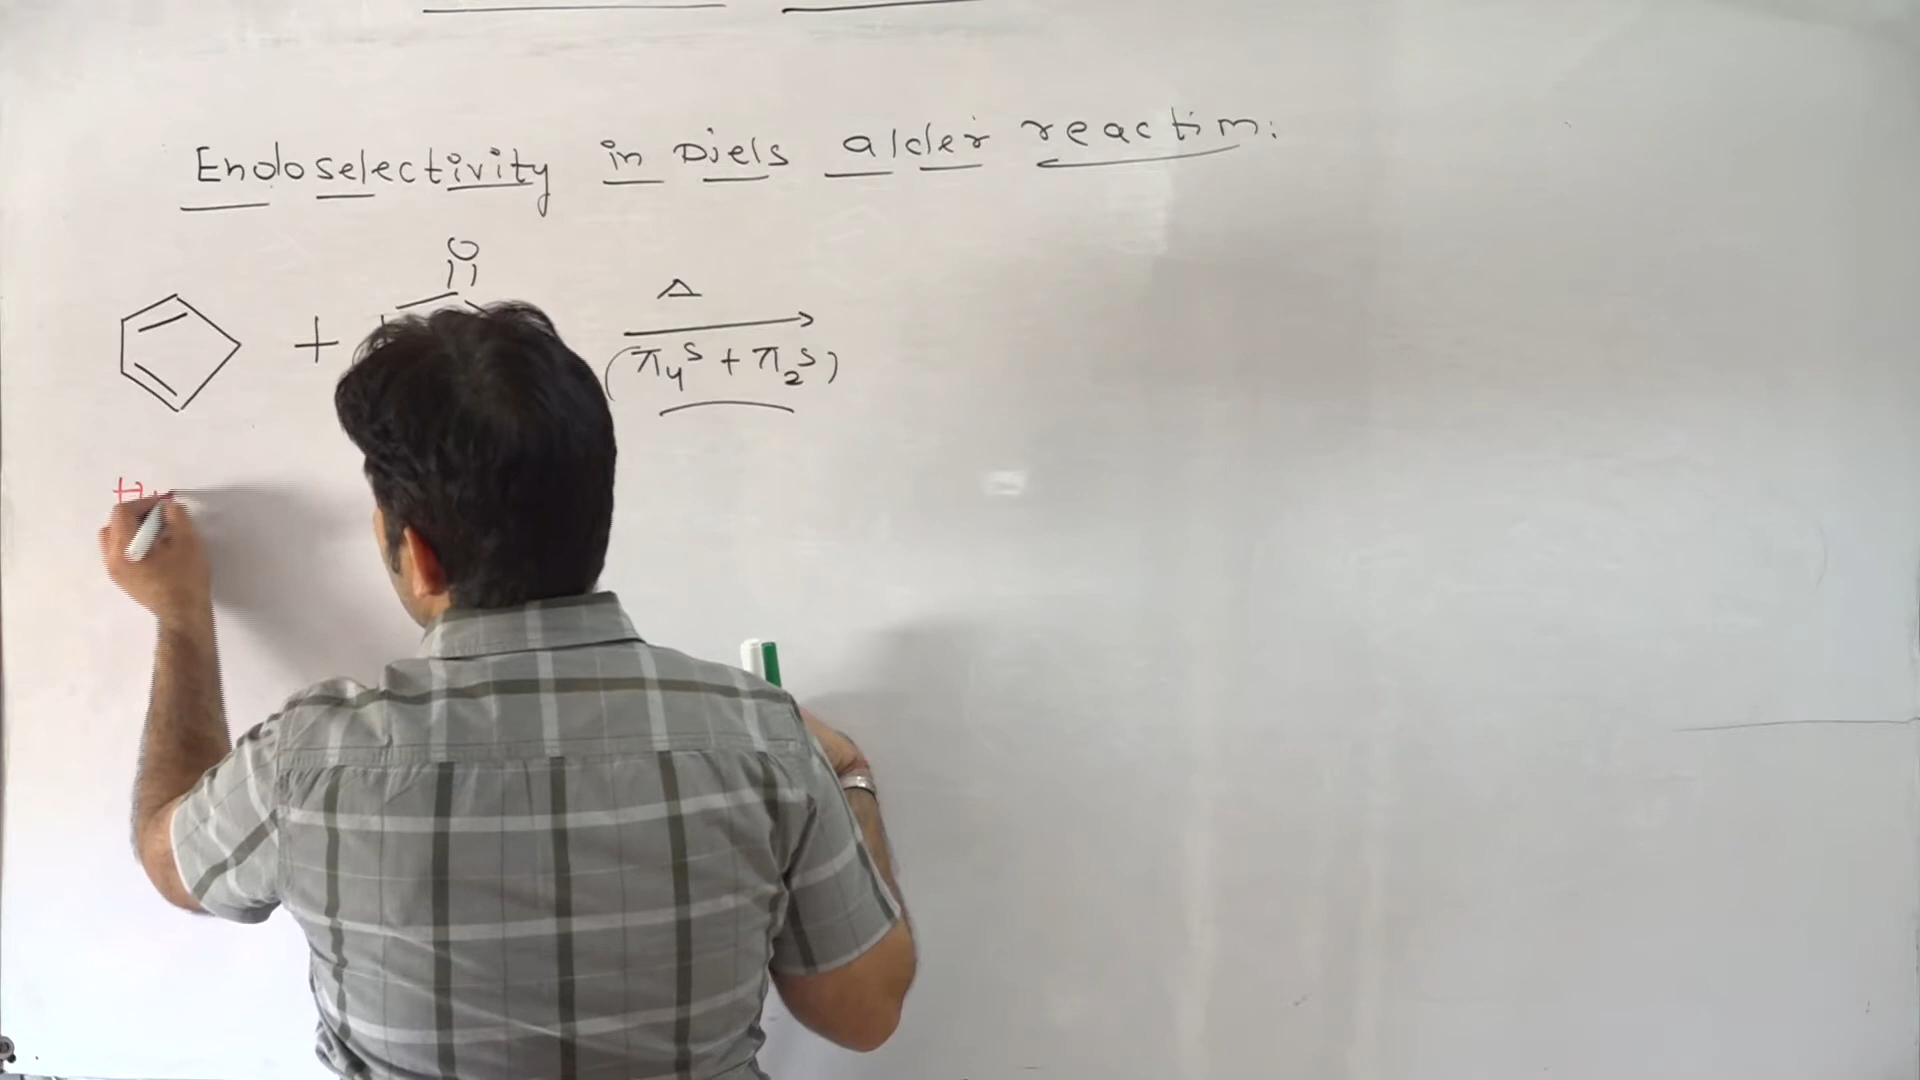 Endoselectivity in Diels alder reaction:
O
+ Δ
(π4s + π2s)